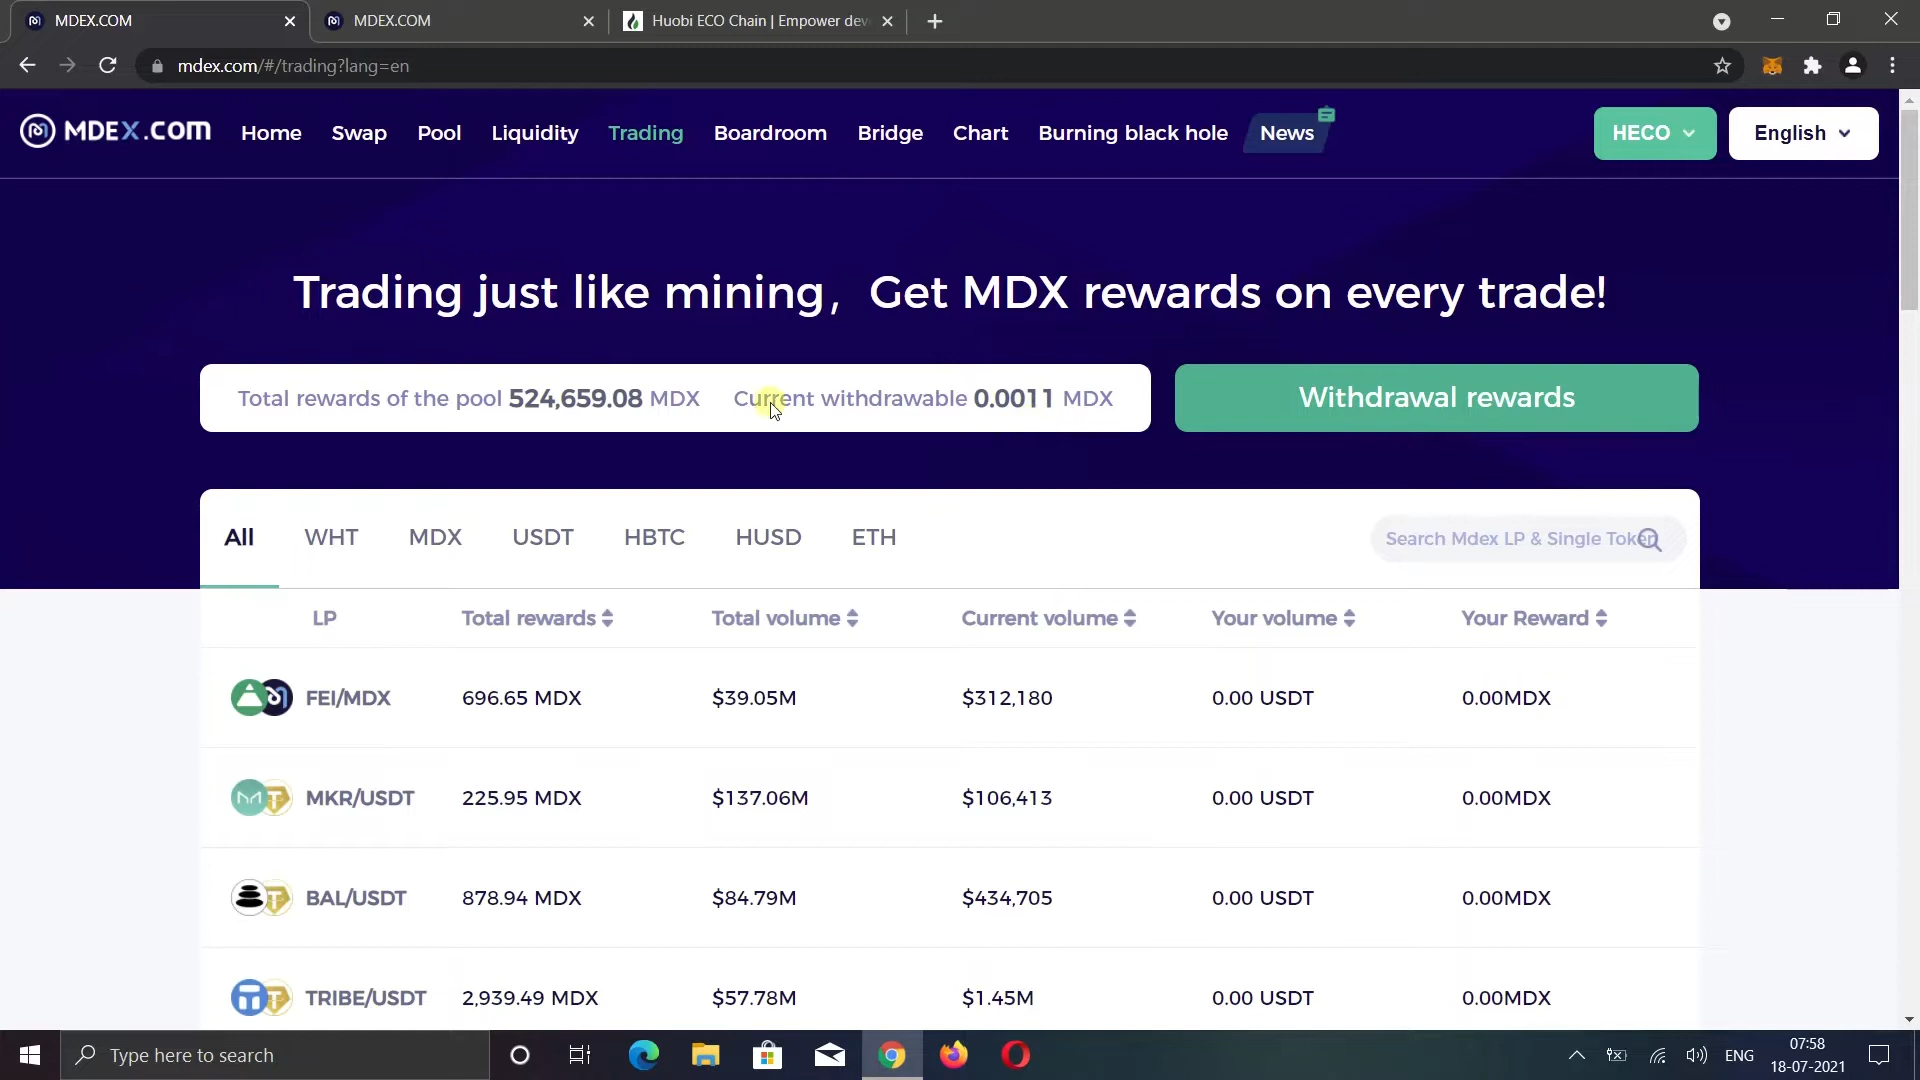 MDEX.COM
MDEX.COM
Huobi ECO Chain | Empower dev
mdex.com/#/trading?lang=en
MDEX.COM Home Swap Pool Liquidity Trading Boardroom Bridge Chart Burning black hole News HECO English
Trading just like mining，Get MDX rewards on every trade!
Total rewards of the pool 524,659.08 MDX Current withdrawable 0.0011 MDX Withdrawal rewards
All WHT MDX USDT HBTC HUSD ETH Search Mdex LP & Single Token
LP Total rewards Total volume Current volume Your volume Your Reward
FEI/MDX 696.65 MDX $39.05M $312,180 0.00 USDT 0.00MDX
MKR/USDT 225.95 MDX $137.06M $106,413 0.00 USDT 0.00MDX
BAL/USDT 878.94 MDX $84.79M $434,705 0.00 USDT 0.00MDX
TRIBE/USDT 2,939.49 MDX $57.78M $1.45M 0.00 USDT 0.00MDX
Type here to search
ENG
07:58
18-07-2021